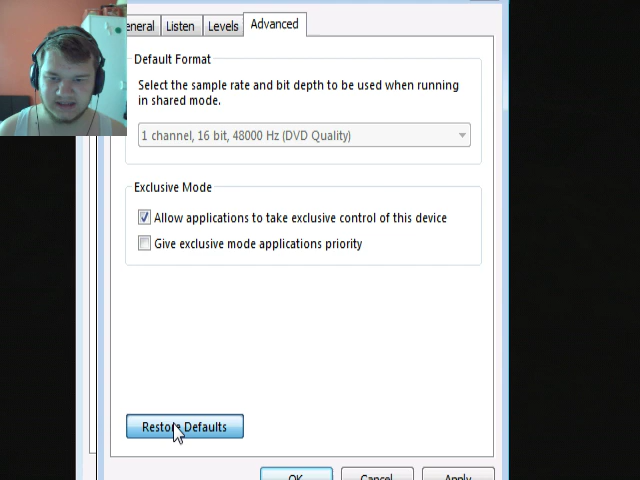 eneral Listen Levels Advanced
Default Format
Select the sample rate and bit depth to be used when running
in shared mode.
1 channel, 16 bit, 48000 Hz (DVD Quality)
Exclusive Mode
Allow applications to take exclusive control of this device
Give exclusive mode applications priority
Restore Defaults
OK Cancel Apply